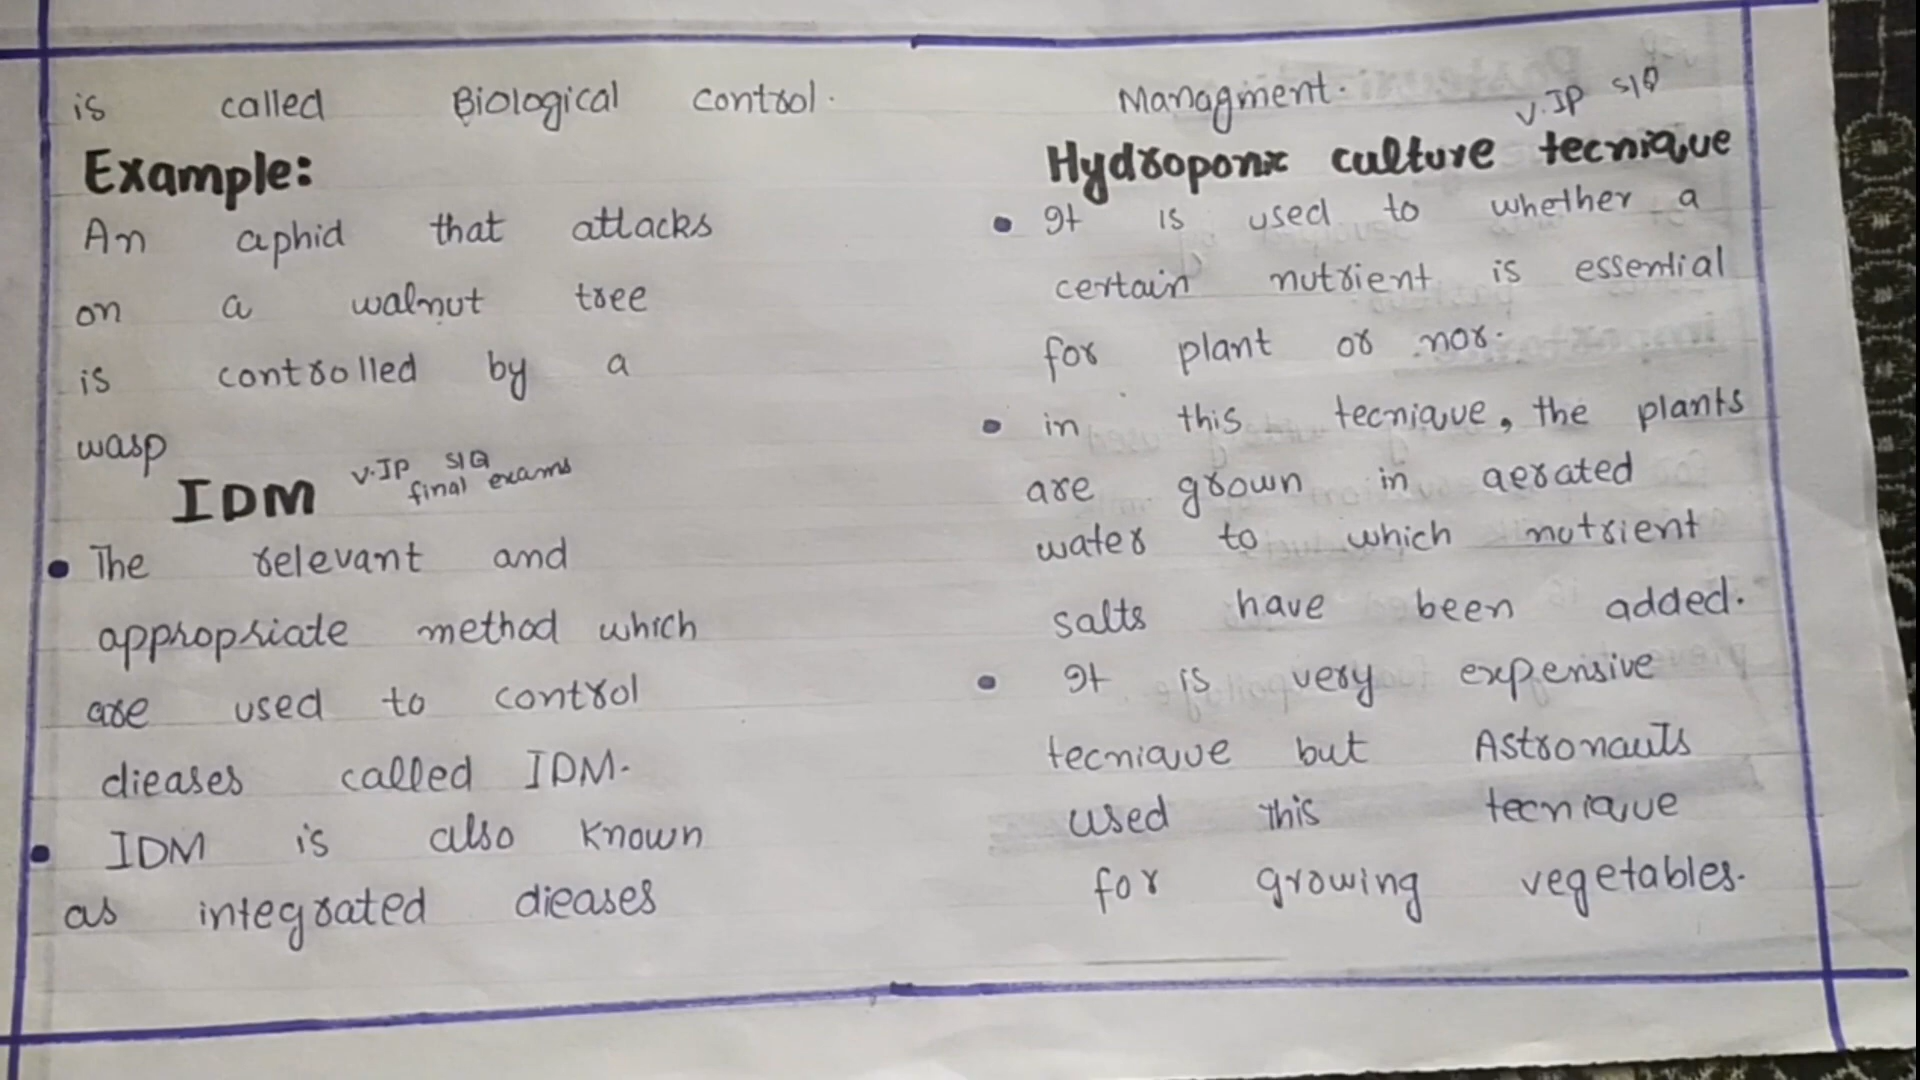 is called Biological control.
Example:
An aphid that attacks
on a walnut tree
is controlled by a
wasp
IDM v.IP S/Q
final exams
The relevant and
appropriate method which
are used to control
dieases called IDM.
IDM is also known
as integrated dieases
Managment.
v.IP S/Q
Hydroponic culture tecnique
It is used to whether a
certain nutrient is essential
for plant or nor.
in this tecnique, the plants
are grown in aerated
water to which nutrient
salts have been added.
It is very expensive
tecnique but Astronauts
used this tecnique
for growing vegetables.